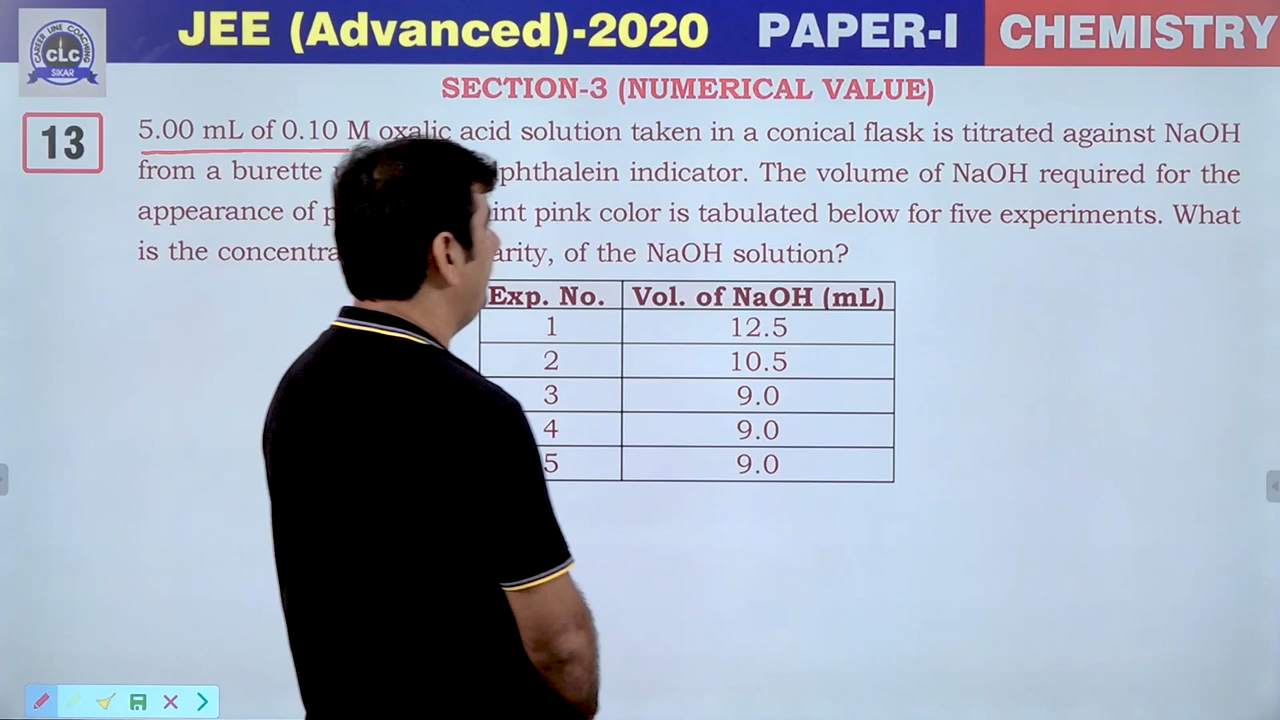 CAREER LINE COACHING
CLC
SIKAR
JEE (Advanced)-2020 PAPER-I CHEMISTRY
SECTION-3 (NUMERICAL VALUE)
13
5.00 mL of 0.10 M oxalic acid solution taken in a conical flask is titrated against NaOH
from a burette phthalein indicator. The volume of NaOH required for the
appearance of int pink color is tabulated below for five experiments. What
is the concentra arity, of the NaOH solution?
Exp. No. Vol. of NaOH (mL)
1 12.5
2 10.5
3 9.0
4 9.0
5 9.0